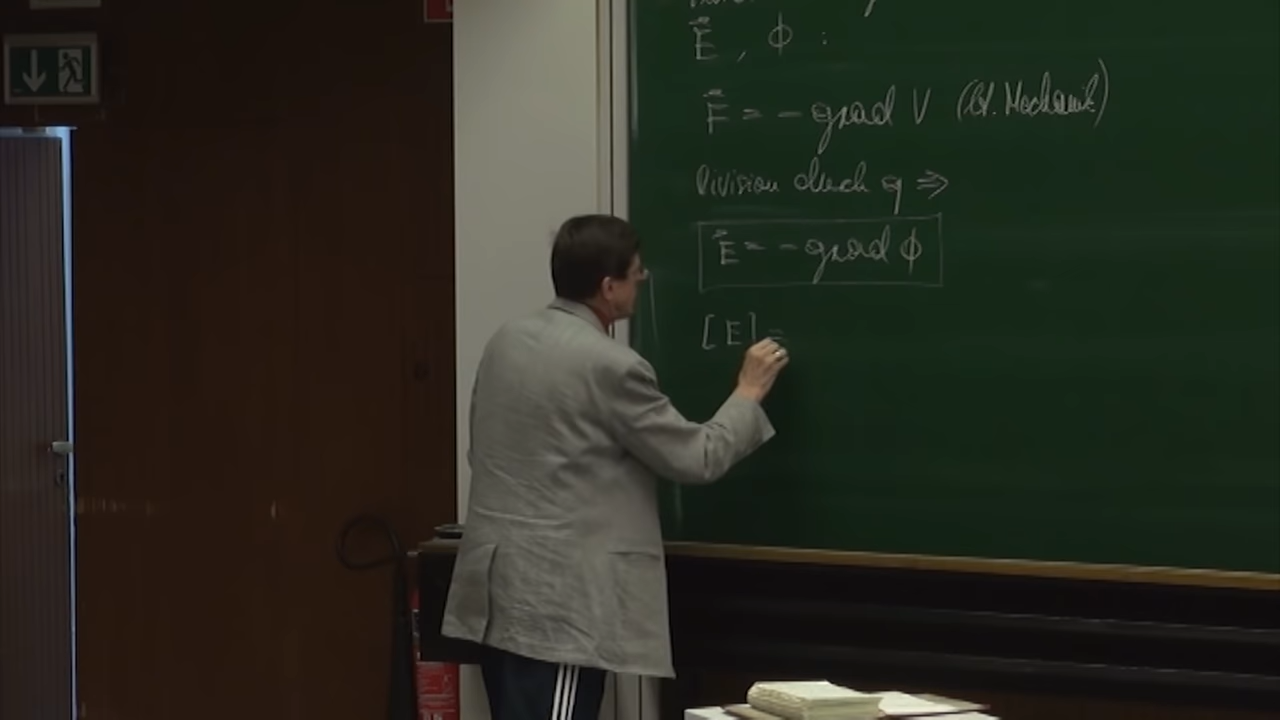 E⃗ , ϕ :
F⃗ = - grad V (Kl. Mechanik)
Division durch q ⇒
E⃗ = - grad ϕ
[E] =